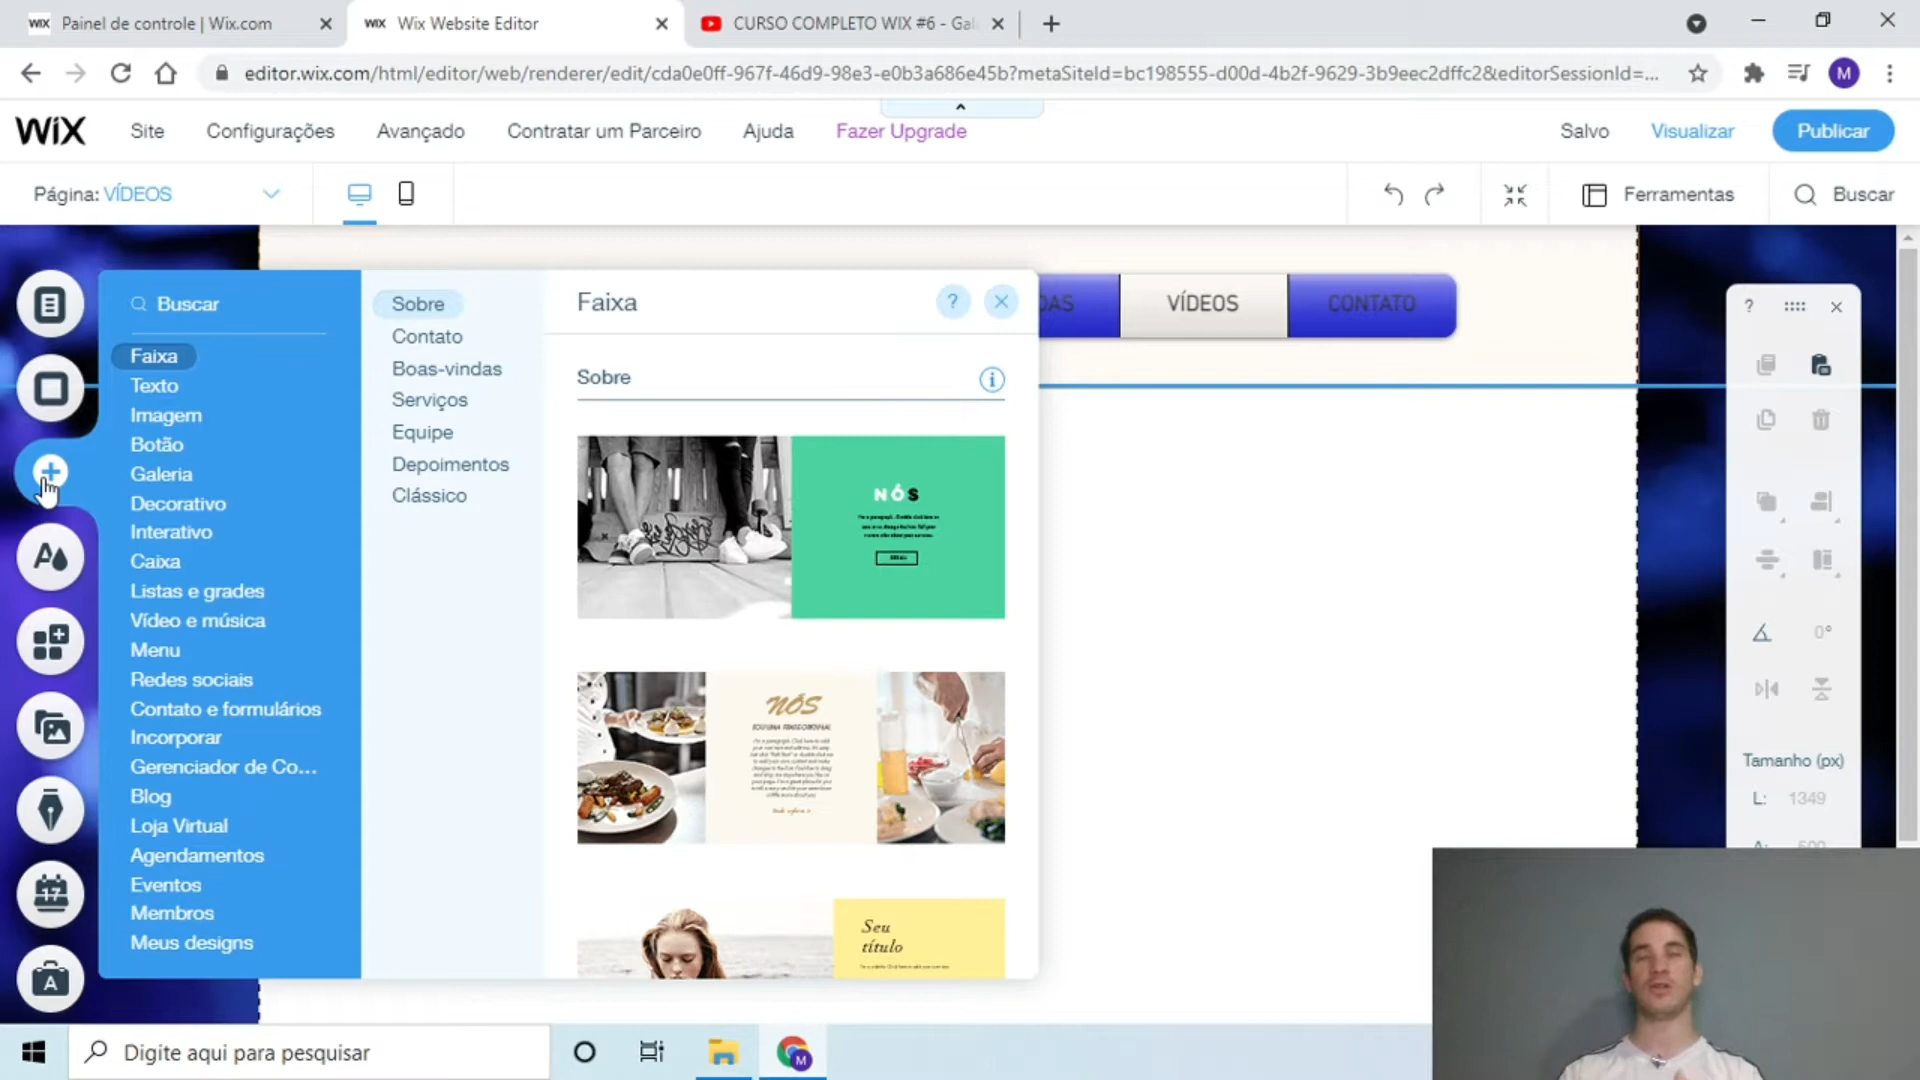 WiX Painel de controle | Wix.com
WiX Wix Website Editor
CURSO COMPLETO WIX #6 - Gal
editor.wix.com/html/editor/web/renderer/edit/cda0e0ff-967f-46d9-98e3-e0b3a686e45b?metaSiteId=bc198555-d00d-4b2f-9629-3b9eec2dffc2&editorSessionId=...
M
WiX Site Configurações Avançado Contratar um Parceiro Ajuda Fazer Upgrade Salvo Visualizar Publicar
Página: VÍDEOS
Ferramentas
Buscar
VÍDEOS
CONTATO
Buscar
Faixa
Texto
Imagem
Botão
Galeria
Decorativo
Interativo
Caixa
Listas e grades
Vídeo e música
Menu
Redes sociais
Contato e formulários
Incorporar
Gerenciador de Co...
Blog
Loja Virtual
Agendamentos
Eventos
Membros
Meus designs
Sobre
Contato
Boas-vindas
Serviços
Equipe
Depoimentos
Clássico
Faixa
?
Sobre
NÓS
NÓS
Seu
título
?
0°
Tamanho (px)
L: 1349
17
A
Digite aqui para pesquisar
M